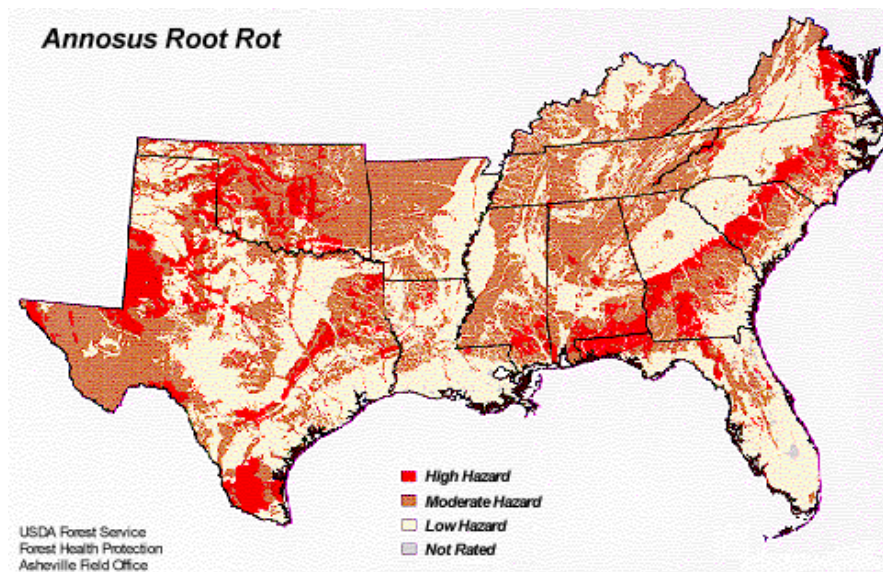 Annosus Root Rot
High Hazard
Moderate Hazard
Low Hazard
Not Rated
USDA Forest Service
Forest Health Protection
Asheville Field Office